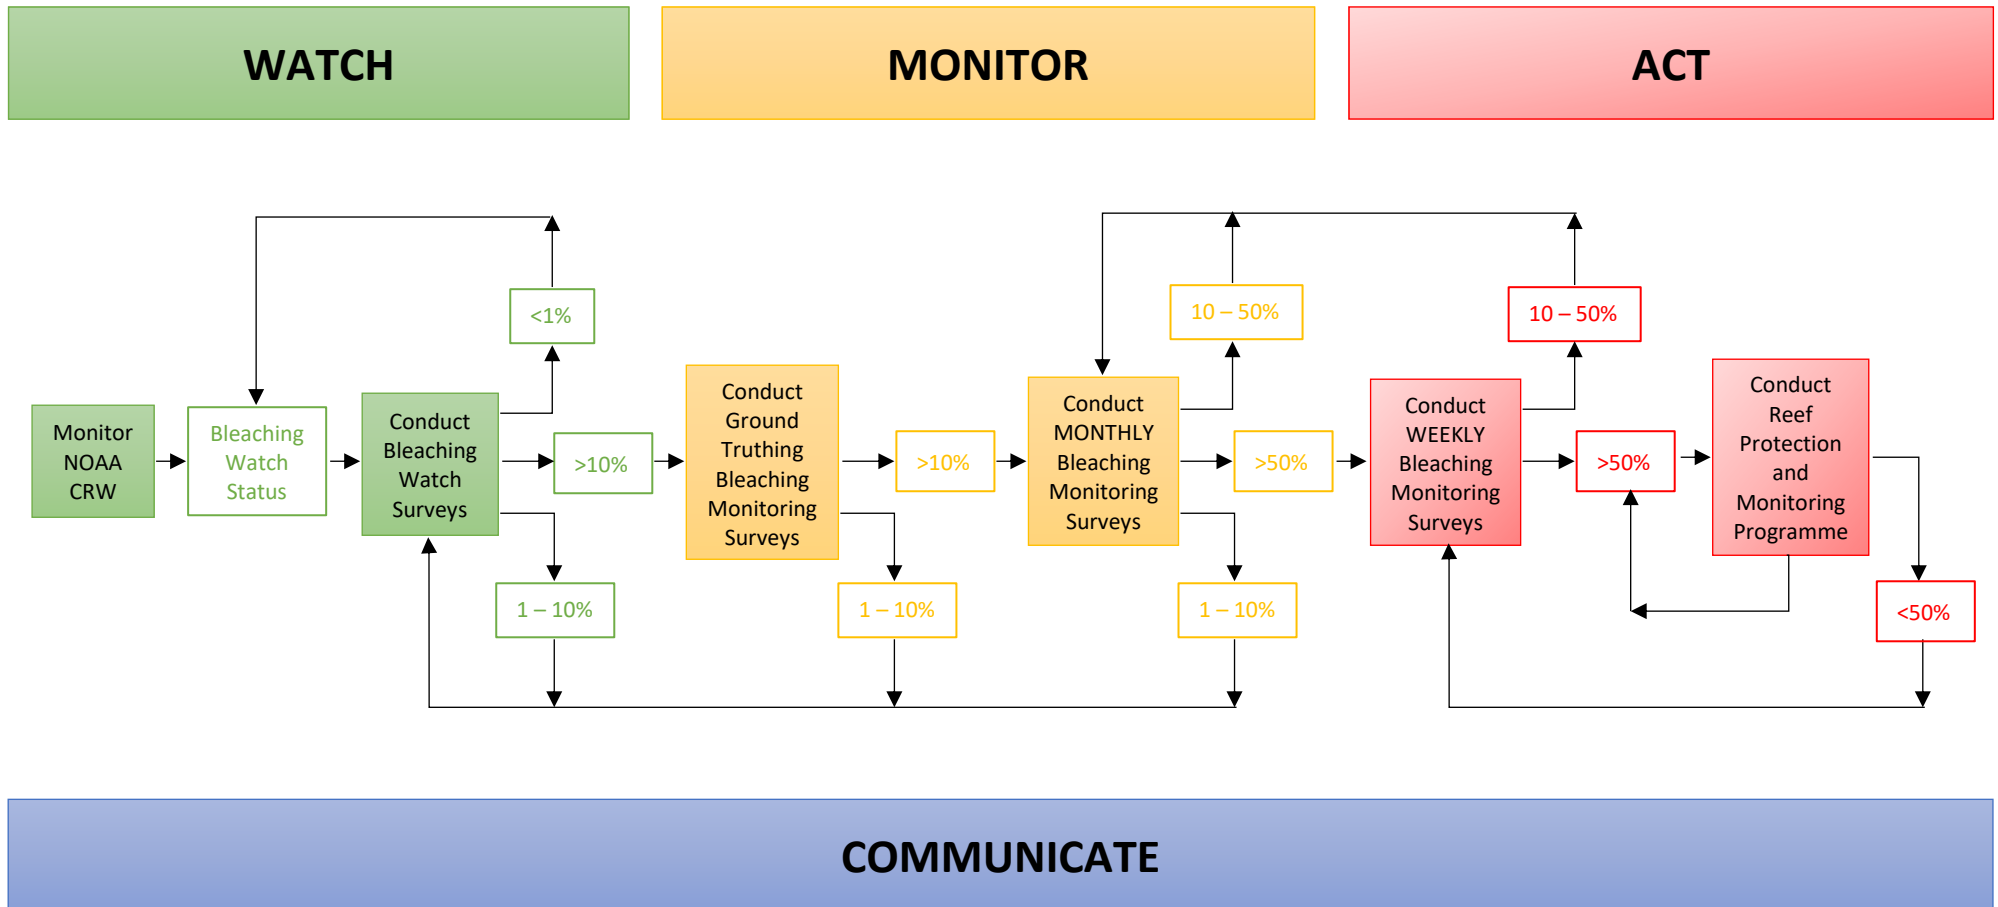 WATCH
MONITOR
ACT
<1%
10 – 50%
10 – 50%
Monitor
NOAA
CRW
Bleaching
Watch
Status
Conduct
Bleaching
Watch
Surveys
>10%
Conduct
Ground
Truthing
Bleaching
Monitoring
Surveys
>10%
Conduct
MONTHLY
Bleaching
Monitoring
Surveys
>50%
Conduct
WEEKLY
Bleaching
Monitoring
Surveys
>50%
Conduct
Reef
Protection
and
Monitoring
Programme
1 – 10%
1 – 10%
1 – 10%
<50%
COMMUNICATE